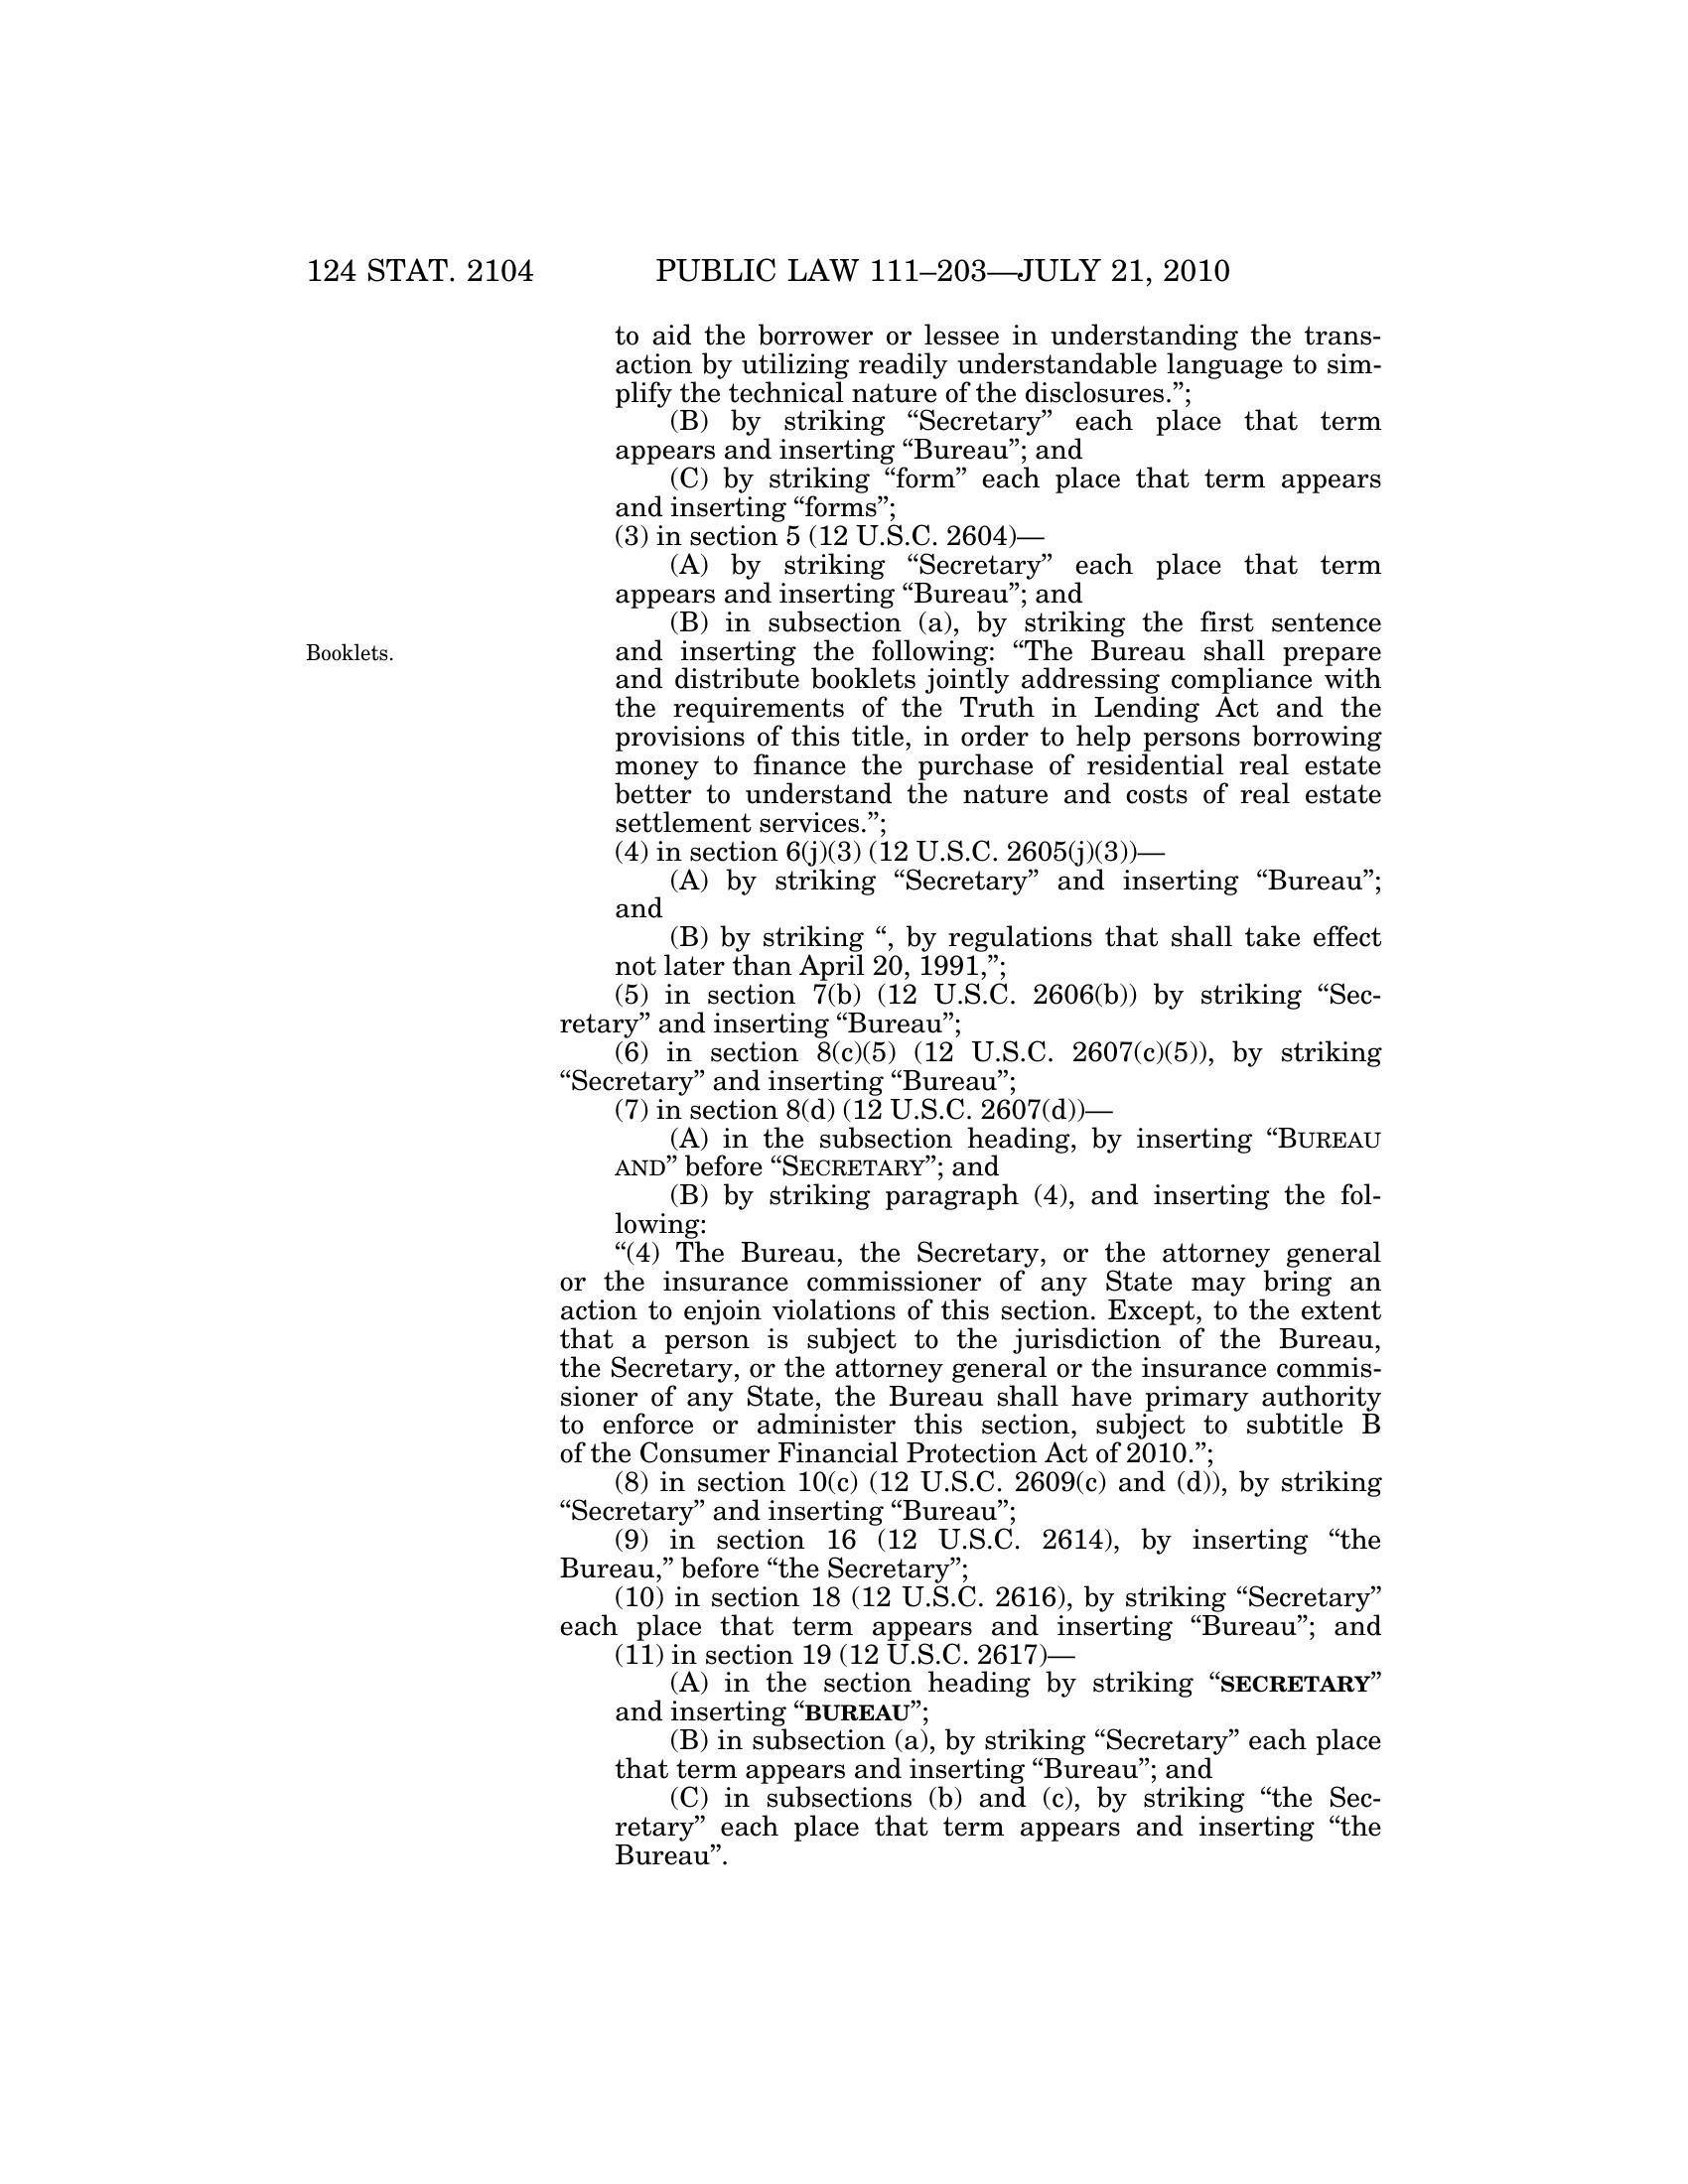 124 STAT. 2104 PUBLIC LAW 111–203—JULY 21, 2010
to aid the borrower or lessee in understanding the trans-
action by utilizing readily understandable language to sim-
plify the technical nature of the disclosures.”;
(B) by striking “Secretary” each place that term
appears and inserting “Bureau”; and
(C) by striking “form” each place that term appears
and inserting “forms”;
(3) in section 5 (12 U.S.C. 2604)—
(A) by striking “Secretary” each place that term
appears and inserting “Bureau”; and
(B) in subsection (a), by striking the first sentence
Booklets.
and inserting the following: “The Bureau shall prepare
and distribute booklets jointly addressing compliance with
the requirements of the Truth in Lending Act and the
provisions of this title, in order to help persons borrowing
money to finance the purchase of residential real estate
better to understand the nature and costs of real estate
settlement services.”;
(4) in section 6(j)(3) (12 U.S.C. 2605(j)(3))—
(A) by striking “Secretary” and inserting “Bureau”;
and
(B) by striking “, by regulations that shall take effect
not later than April 20, 1991,”;
(5) in section 7(b) (12 U.S.C. 2606(b)) by striking “Sec-
retary” and inserting “Bureau”;
(6) in section 8(c)(5) (12 U.S.C. 2607(c)(5)), by striking
“Secretary” and inserting “Bureau”;
(7) in section 8(d) (12 U.S.C. 2607(d))—
(A) in the subsection heading, by inserting “BUREAU
AND” before “SECRETARY”; and
(B) by striking paragraph (4), and inserting the fol-
lowing:
“(4) The Bureau, the Secretary, or the attorney general
or the insurance commissioner of any State may bring an
action to enjoin violations of this section. Except, to the extent
that a person is subject to the jurisdiction of the Bureau,
the Secretary, or the attorney general or the insurance commis-
sioner of any State, the Bureau shall have primary authority
to enforce or administer this section, subject to subtitle B
of the Consumer Financial Protection Act of 2010.”;
(8) in section 10(c) (12 U.S.C. 2609(c) and (d)), by striking
“Secretary” and inserting “Bureau”;
(9) in section 16 (12 U.S.C. 2614), by inserting “the
Bureau,” before “the Secretary”;
(10) in section 18 (12 U.S.C. 2616), by striking “Secretary”
each place that term appears and inserting “Bureau”; and
(11) in section 19 (12 U.S.C. 2617)—
(A) in the section heading by striking “SECRETARY”
and inserting “BUREAU”;
(B) in subsection (a), by striking “Secretary” each place
that term appears and inserting “Bureau”; and
(C) in subsections (b) and (c), by striking “the Sec-
retary” each place that term appears and inserting “the
Bureau”.